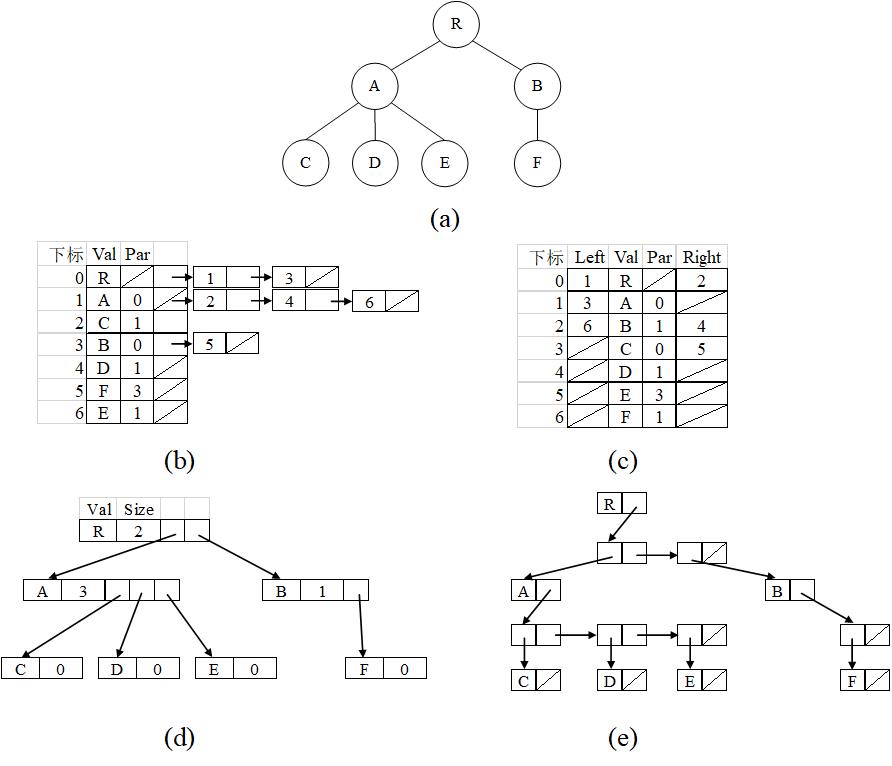 R
A B
C D E F
(a)
下标 Val Par
0 R 1 3
1 A 0 2 4 6
2 C 1
3 B 0 5
4 D 1
5 F 3
6 E 1
(b)
下标 Left Val Par Right
0 1 R 2
1 3 A 0
2 6 B 1 4
3 C 0 5
4 D 1
5 E 3
6 F 1
(c)
Val Size
R 2
A 3 B 1
C 0 D 0 E 0 F 0
(d)
R
A B
C D E F
(e)